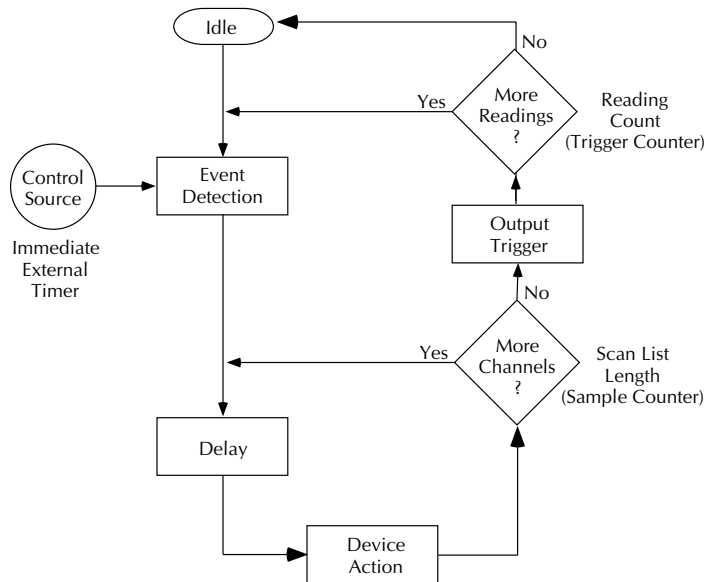 Idle
No
More
Readings
?
Yes
Reading
Count
(Trigger Counter)
Control
Source
Event
Detection
Immediate
External
Timer
Output
Trigger
No
More
Channels
?
Yes
Scan List
Length
(Sample Counter)
Delay
Device
Action